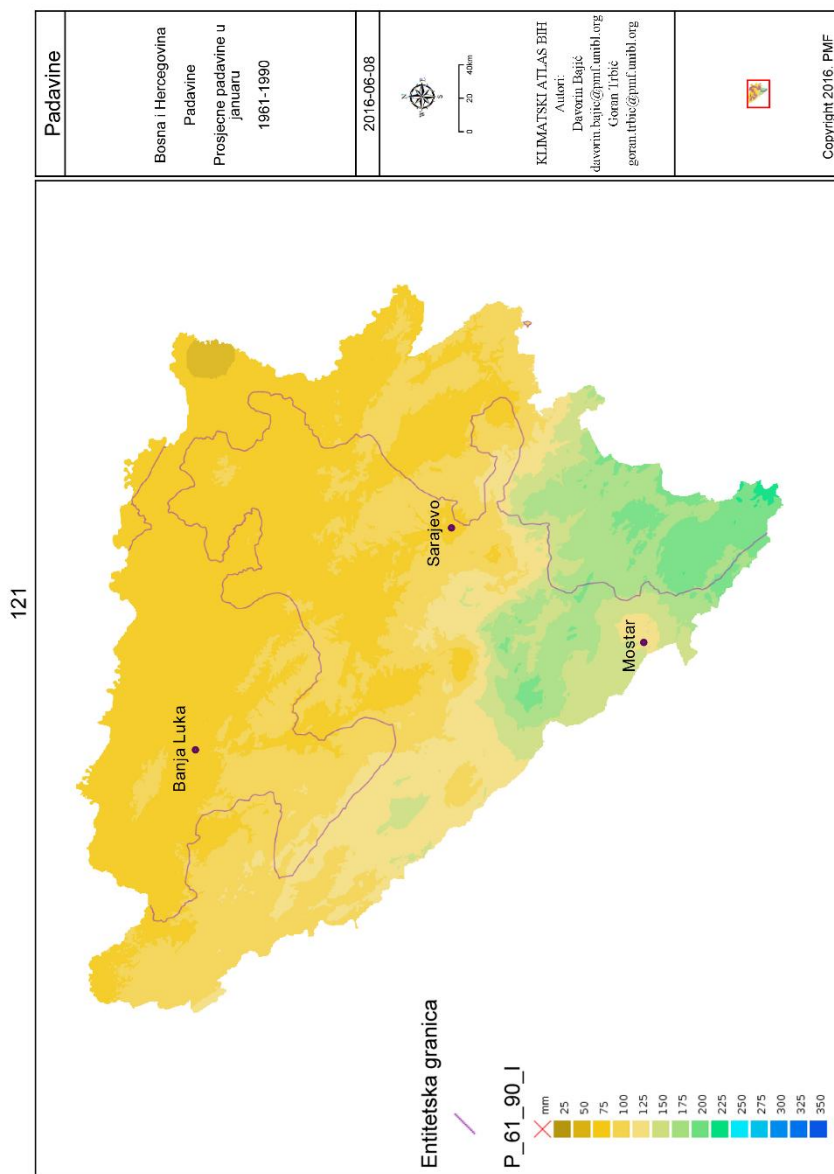 121
Banja Luka
Sarajevo
Mostar
Entitetska granica
P_61_90_I
mm
25
50
75
100
125
150
175
200
225
250
275
300
325
350
Padavine
Bosna i Hercegovina
Padavine
Prosjecne padavine u
januaru
1961-1990
2016-06-08
N
W
E
S
0 20 40km
KLIMATSKI ATLAS BIH
Autori:
Davorin Bajić
davorin.bajic@pmf.unibl.org
Goran Trbić
goran.trbic@pmf.unibl.org
Copyright 2016. PMF